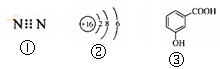 N⁚⁚N
①
+16 2 8 6
②
COOH
OH
③